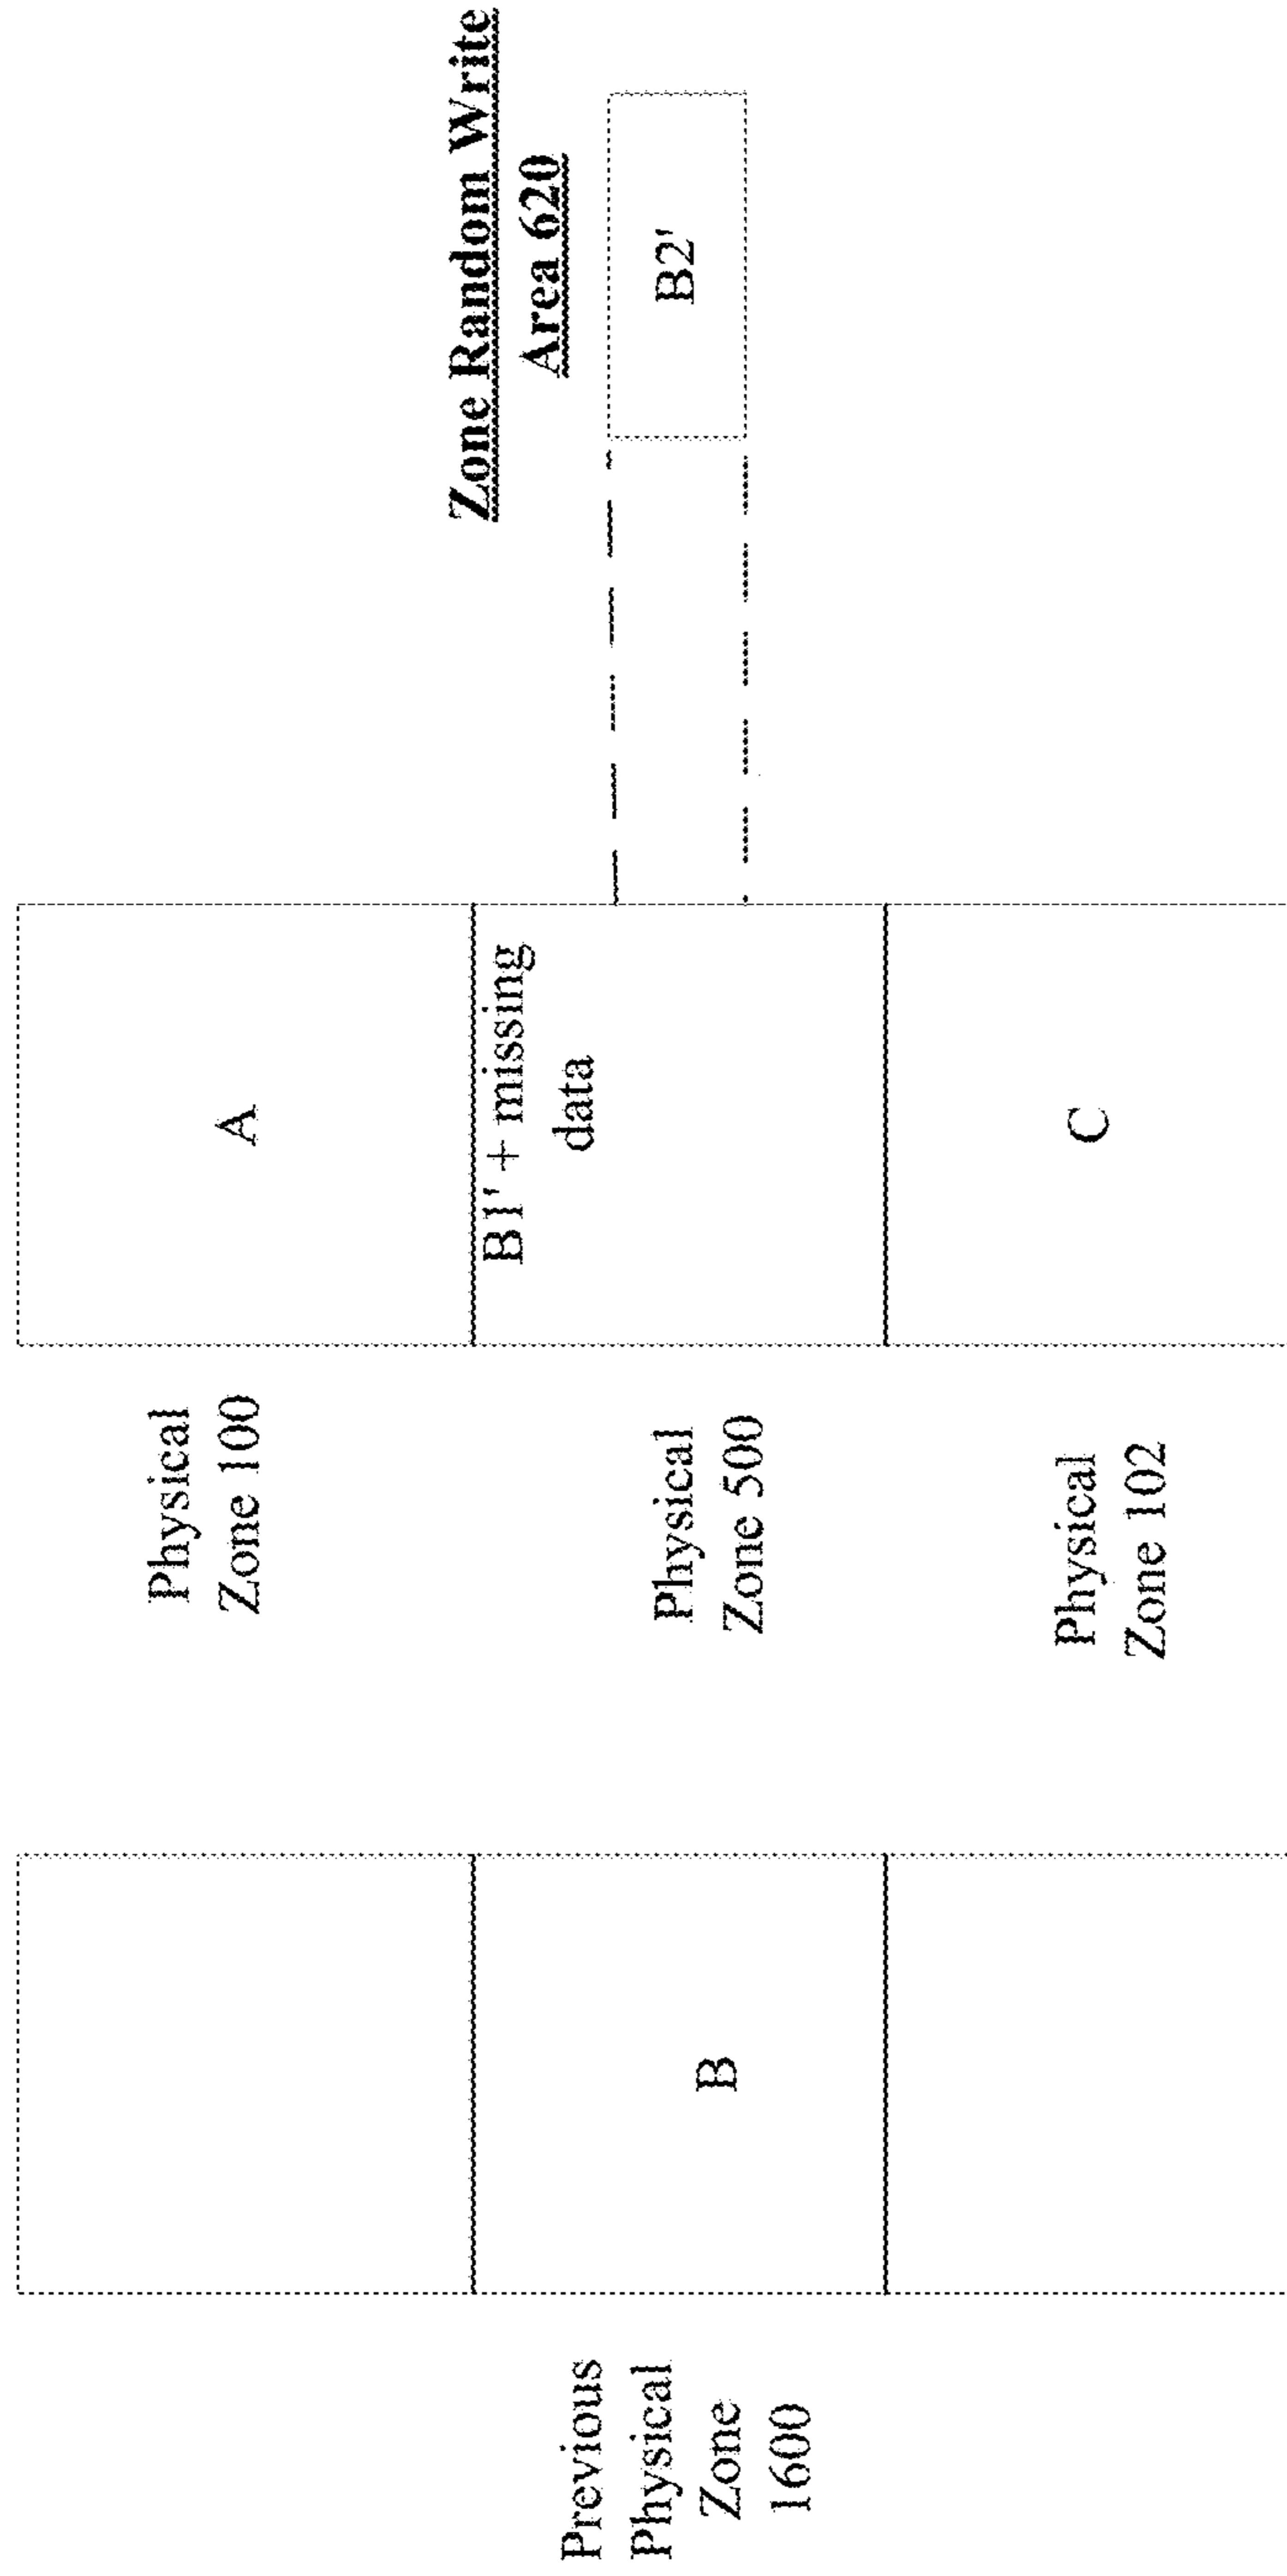 Zone Random Write
Area 620
Physical
Zone 100
A
Previous
Physical
Zone
1600
B
Physical
Zone 500
B1' + missing
data
B2'
Physical
Zone 102
C